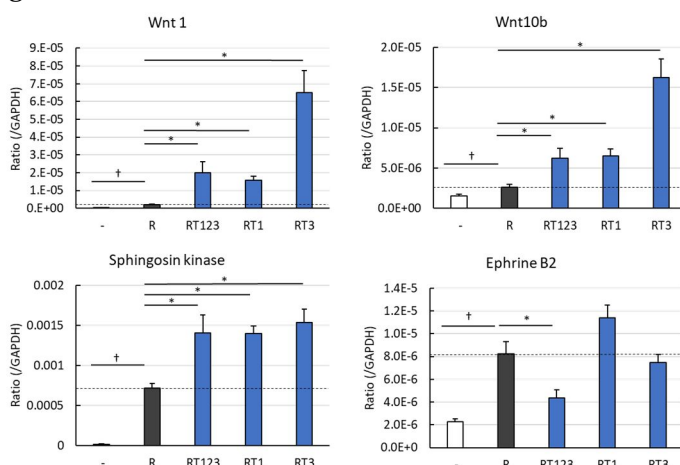 Wnt 1
9.E-05
8.E-05
7.E-05
6.E-05
5.E-05
4.E-05
3.E-05
2.E-05
1.E-05
0.E+00
Ratio (/GAPDH)
*
*
*
†
- R RT123 RT1 RT3
Wnt10b
2.0E-05
1.5E-05
1.0E-05
5.0E-06
0.0E+00
Ratio (/GAPDH)
*
*
*
†
- R RT123 RT1 RT3
Sphingosin kinase
0.002
0.0015
0.001
0.0005
0
Ratio (/GAPDH)
*
*
*
†
- R RT123 RT1 RT3
Ephrine B2
1.4E-5
1.2E-5
1.0E-5
8.0E-6
6.0E-6
4.0E-6
2.0E-6
0.0E+0
Ratio (/GAPDH)
†
*
- R RT123 RT1 RT3